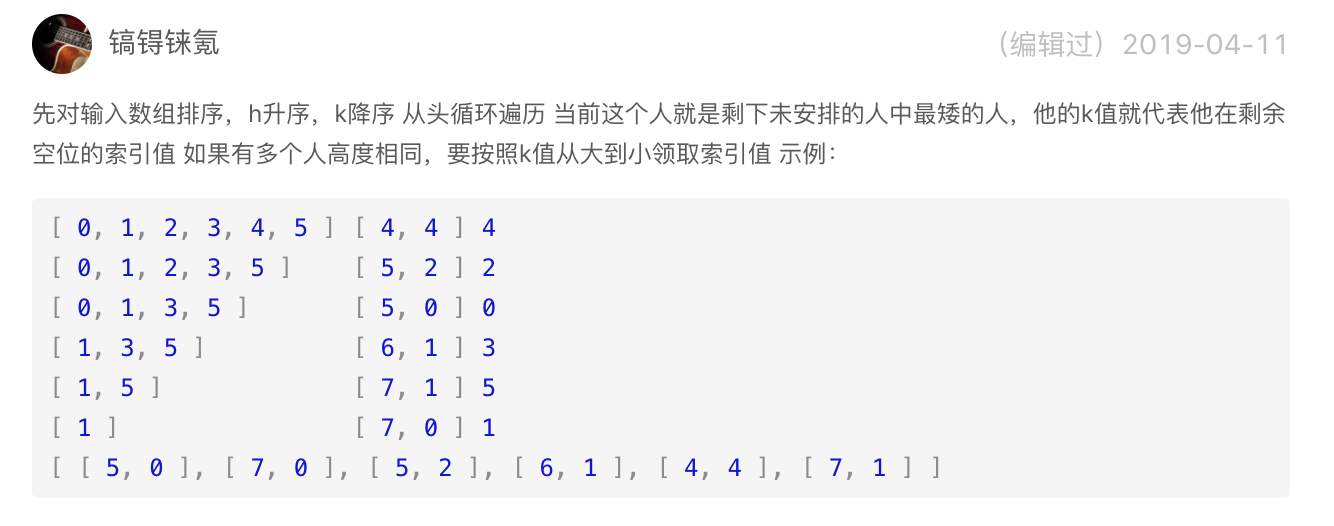 镐锝铼氪
（编辑过）2019-04-11
先对输入数组排序，h升序，k降序 从头循环遍历 当前这个人就是剩下未安排的人中最矮的人，他的k值就代表他在剩余
空位的索引值 如果有多个人高度相同，要按照k值从大到小领取索引值 示例：
[ 0, 1, 2, 3, 4, 5 ] [ 4, 4 ] 4
[ 0, 1, 2, 3, 5 ]    [ 5, 2 ] 2
[ 0, 1, 3, 5 ]       [ 5, 0 ] 0
[ 1, 3, 5 ]          [ 6, 1 ] 3
[ 1, 5 ]             [ 7, 1 ] 5
[ 1 ]                [ 7, 0 ] 1
[ [ 5, 0 ], [ 7, 0 ], [ 5, 2 ], [ 6, 1 ], [ 4, 4 ], [ 7, 1 ] ]